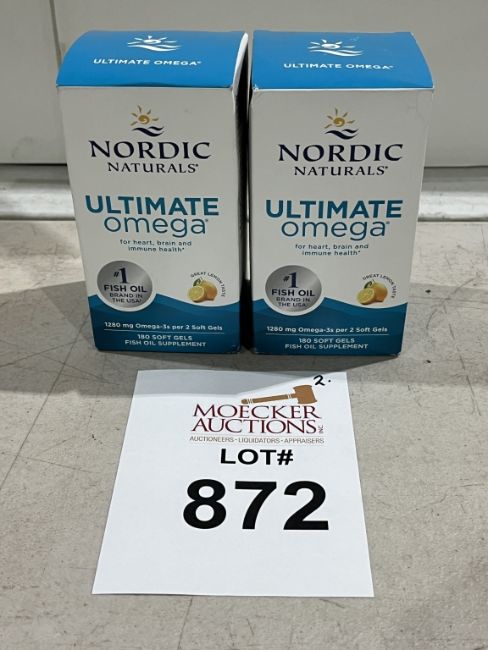 ULTIMATE OMEGA®
NORDIC
NATURALS®
ULTIMATE
omega®
for heart, brain and
immune health*
#1
FISH OIL
BRAND IN
THE USA†
GREAT LEMON TASTE
1280 mg Omega-3s per 2 Soft Gels
180 SOFT GELS
FISH OIL SUPPLEMENT
ULTIMATE OMEGA®
NORDIC
NATURALS®
ULTIMATE
omega®
for heart, brain and
immune health*
#1
FISH OIL
BRAND IN
THE USA†
GREAT LEMON TASTE
1280 mg Omega-3s per 2 Soft Gels
180 SOFT GELS
FISH OIL SUPPLEMENT
2.
MOECKER
AUCTIONS INC
AUCTIONEERS • LIQUIDATORS • APPRAISERS
LOT#
872